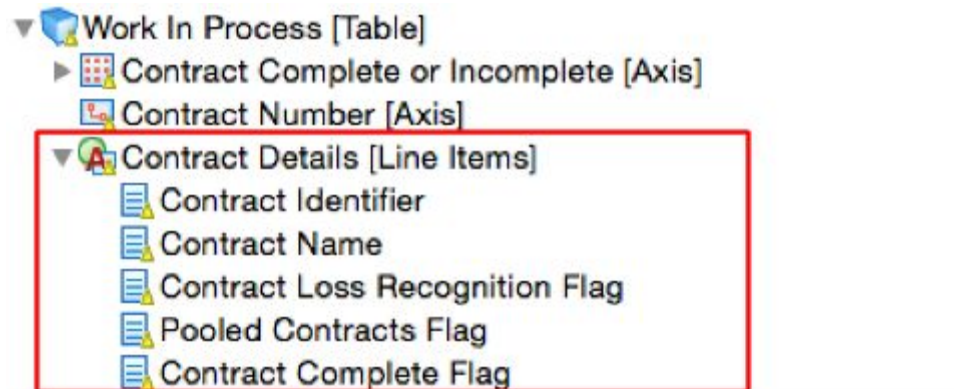 Work In Process [Table]
Contract Complete or Incomplete [Axis]
Contract Number [Axis]
Contract Details [Line Items]
Contract Identifier
Contract Name
Contract Loss Recognition Flag
Pooled Contracts Flag
Contract Complete Flag